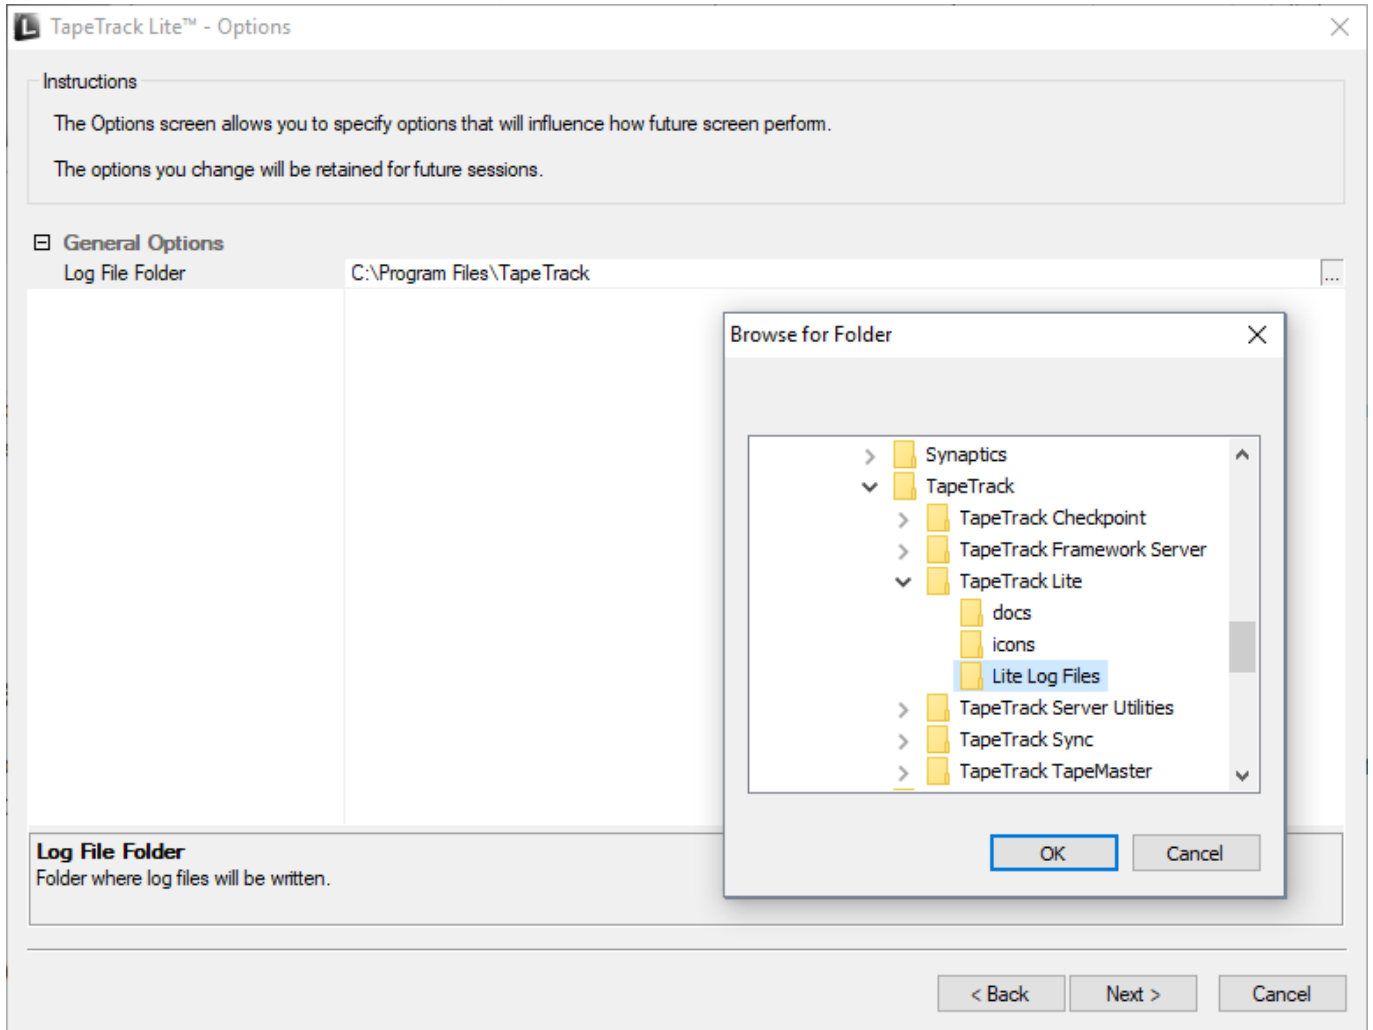 TapeTrack Lite™ - Options
Instructions
The Options screen allows you to specify options that will influence how future screen perform.
The options you change will be retained for future sessions.
General Options
Log File Folder
C:\Program Files\TapeTrack
...
Browse for Folder
Synaptics
TapeTrack
TapeTrack Checkpoint
TapeTrack Framework Server
TapeTrack Lite
docs
icons
Lite Log Files
TapeTrack Server Utilities
TapeTrack Sync
TapeTrack TapeMaster
OK
Cancel
Log File Folder
Folder where log files will be written.
< Back
Next >
Cancel